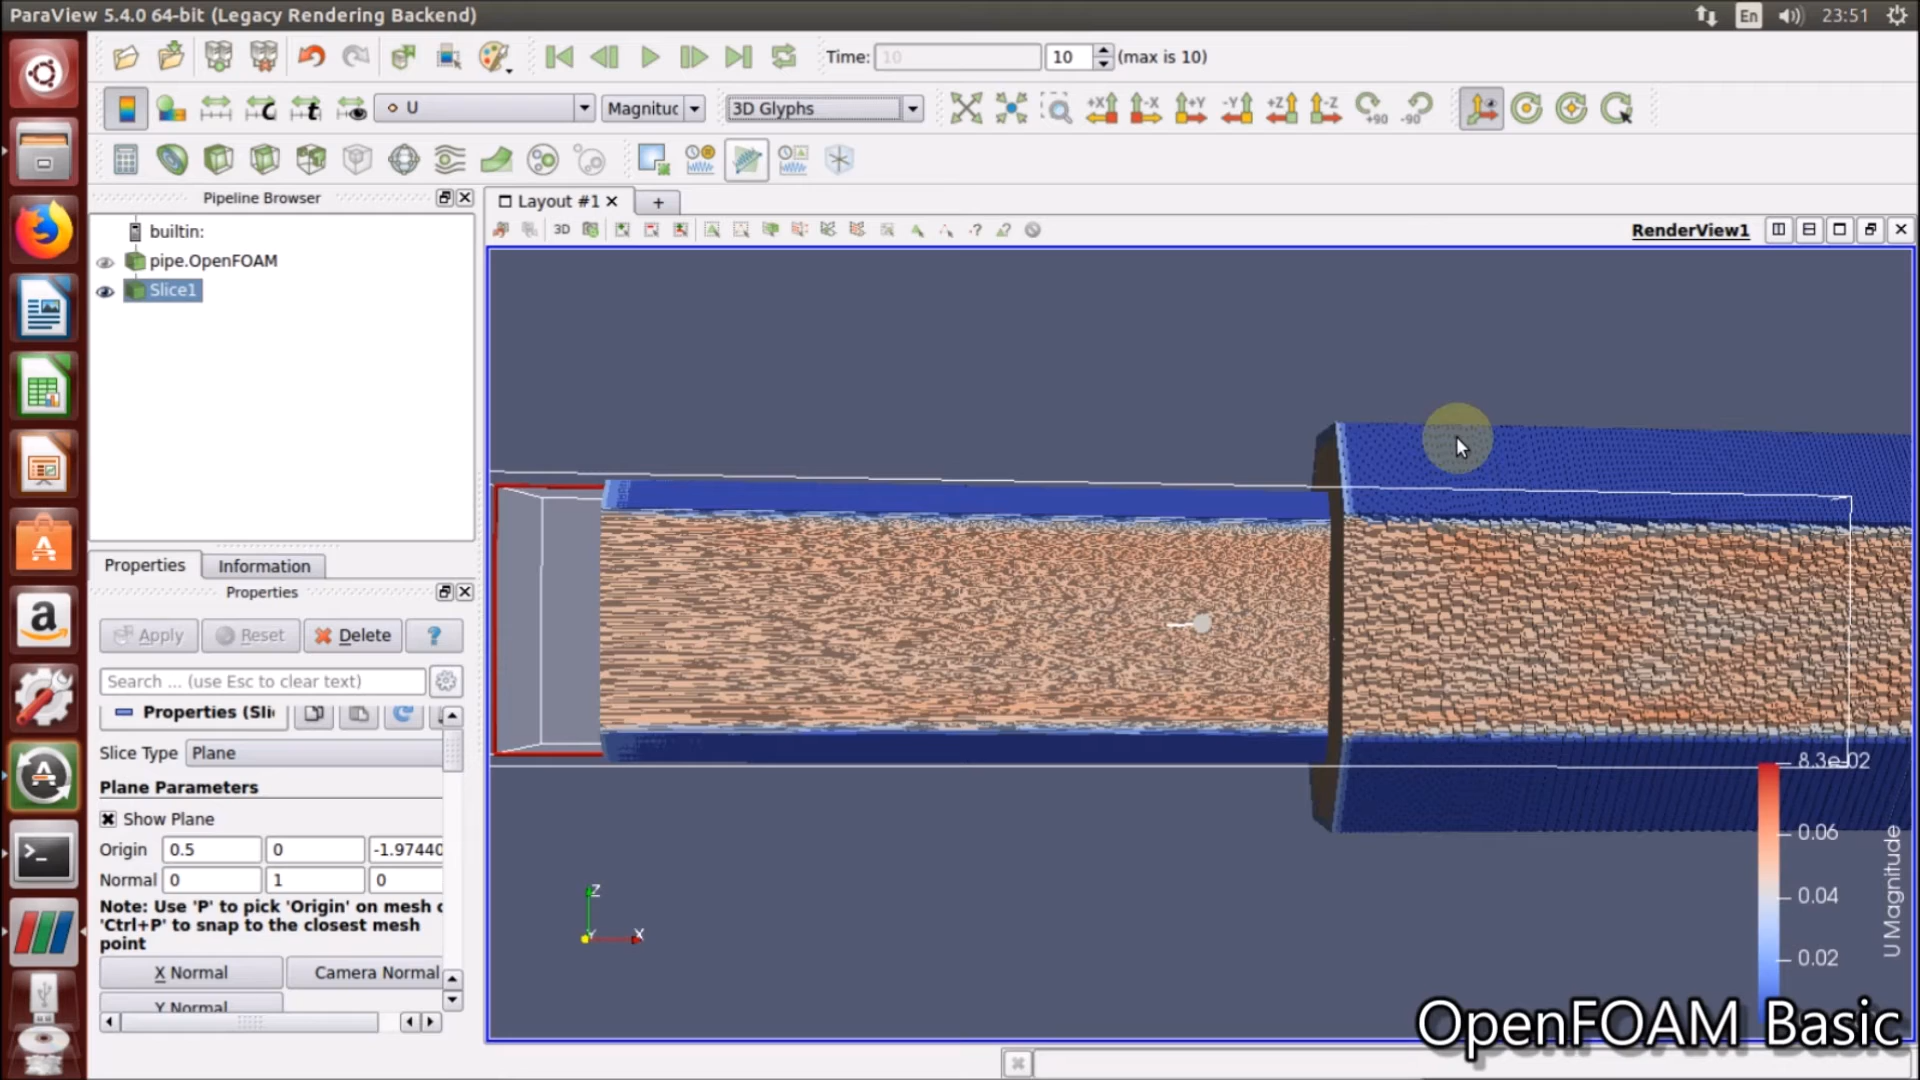 ParaView 5.4.0 64-bit (Legacy Rendering Backend)
En
23:51
Time:
10
10
(max is 10)
U
Magnituc
3D Glyphs
+X
-X
+Y
-Y
+Z
-Z
+90
-90
Pipeline Browser
Layout #1
+
builtin:
pipe.OpenFOAM
Slice1
3D
RenderView1
Properties
Information
Properties
Apply
Reset
Delete
?
Search ... (use Esc to clear text)
Properties (Sli
Slice Type
Plane
Plane Parameters
Show Plane
Origin
0.5
0
-1.97440
Normal
0
1
0
Note: Use 'P' to pick 'Origin' on mesh
'Ctrl+P' to snap to the closest mesh
point
X Normal
Camera Normal
Y Normal
Z
Y
X
8.3e-02
0.06
0.04
0.02
U Magnitude
OpenFOAM Basic